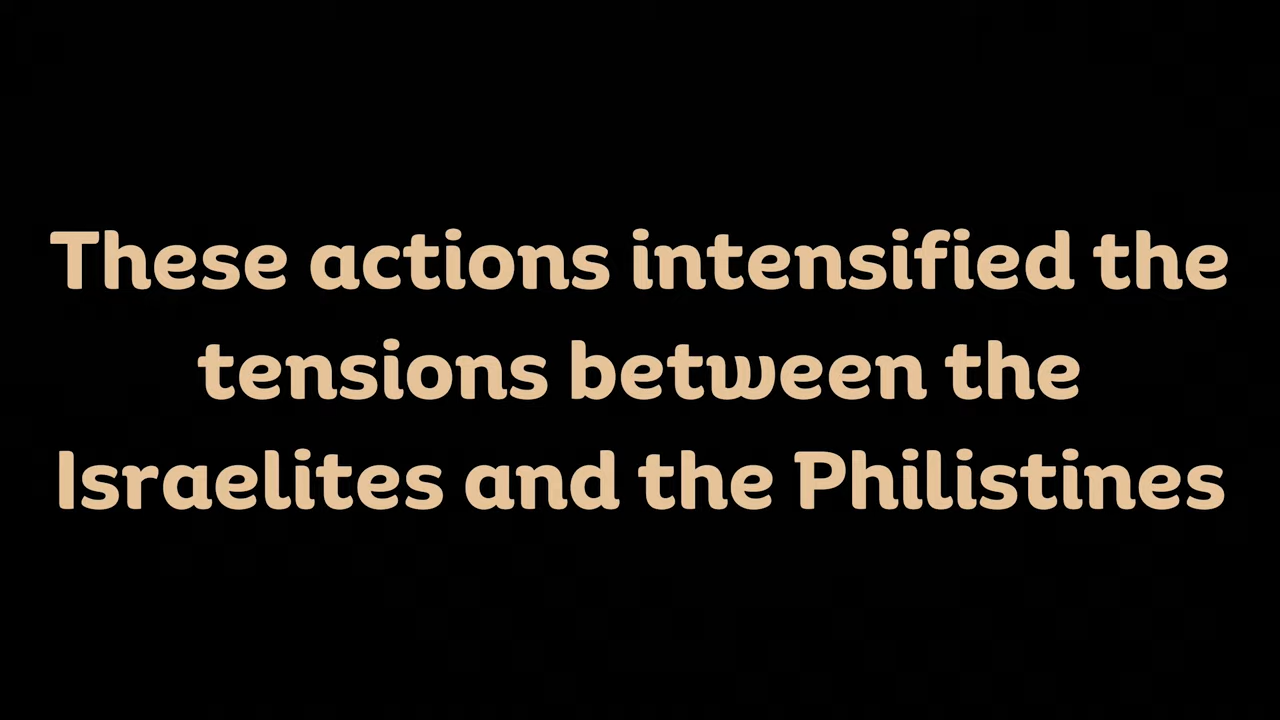 These actions intensified the
tensions between the
Israelites and the Philistines